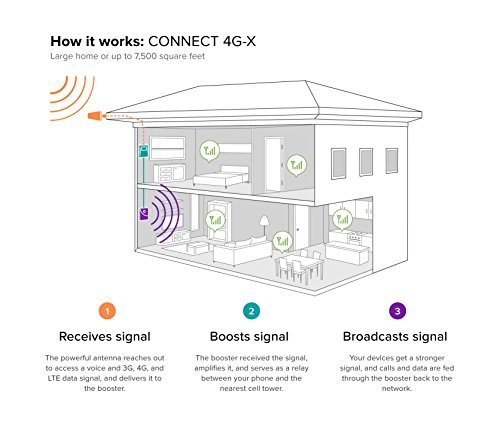 How it works: CONNECT 4G-X
Large home or up to 7,500 square feet
1
2
3
Receives signal
Boosts signal
Broadcasts signal
The powerful antenna reaches out
to access a voice and 3G, 4G, and
LTE data signal, and delivers it to
the booster.
The booster received the signal,
amplifies it, and serves as a relay
between your phone and the
nearest cell tower.
Your devices get a stronger
signal, and calls and data are fed
through the booster back to the
network.